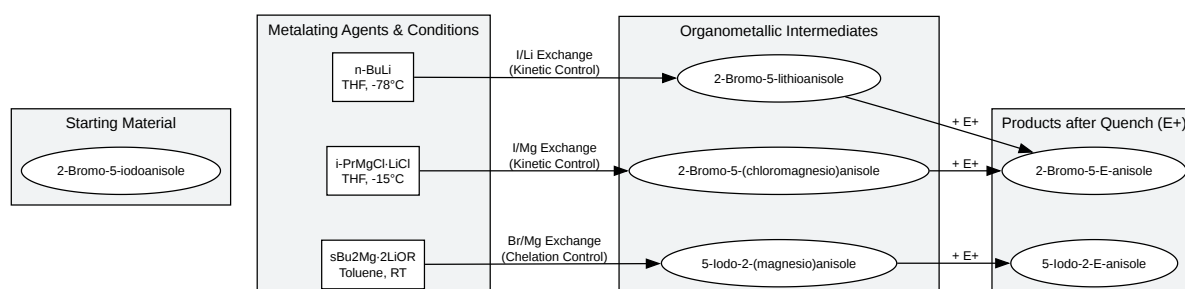 Starting Material
2-Bromo-5-iodoanisole
Metalating Agents & Conditions
n-BuLi
THF, -78°C
i-PrMgCl·LiCl
THF, -15°C
sBu2Mg·2LiOR
Toluene, RT
I/Li Exchange
(Kinetic Control)
I/Mg Exchange
(Kinetic Control)
Br/Mg Exchange
(Chelation Control)
Organometallic Intermediates
2-Bromo-5-lithioanisole
2-Bromo-5-(chloromagnesio)anisole
5-Iodo-2-(magnesio)anisole
+ E+
+ E+
+ E+
Products after Quench (E+)
2-Bromo-5-E-anisole
5-Iodo-2-E-anisole